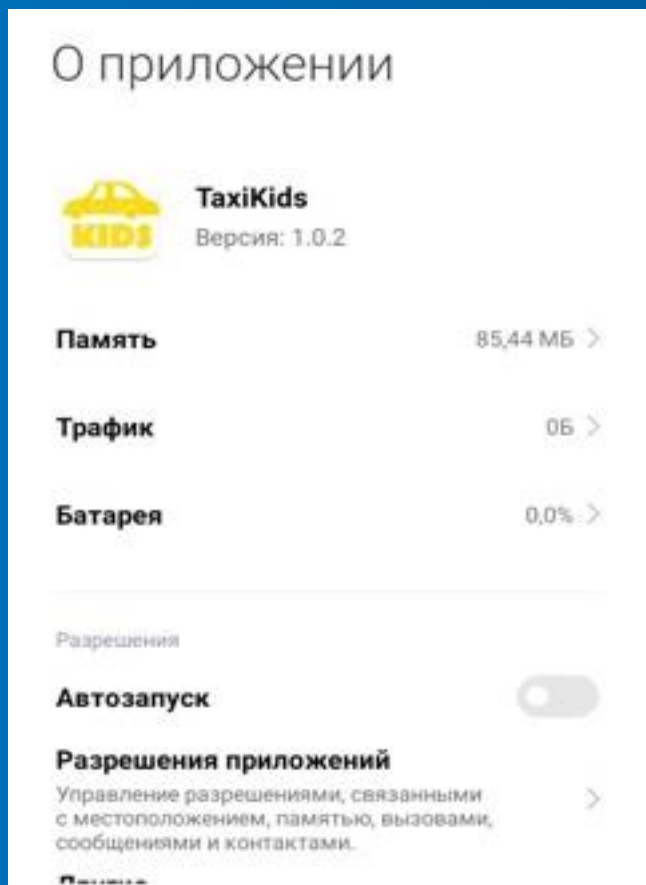 О приложении
TaxiKids
KIDS
Версия: 1.0.2
Память 85,44 МБ
Трафик 0Б
Батарея 0,0%
Разрешения
Автозапуск
Разрешения приложений
Управление разрешениями, связанными
с местоположением, памятью, вызовами,
сообщениями и контактами.